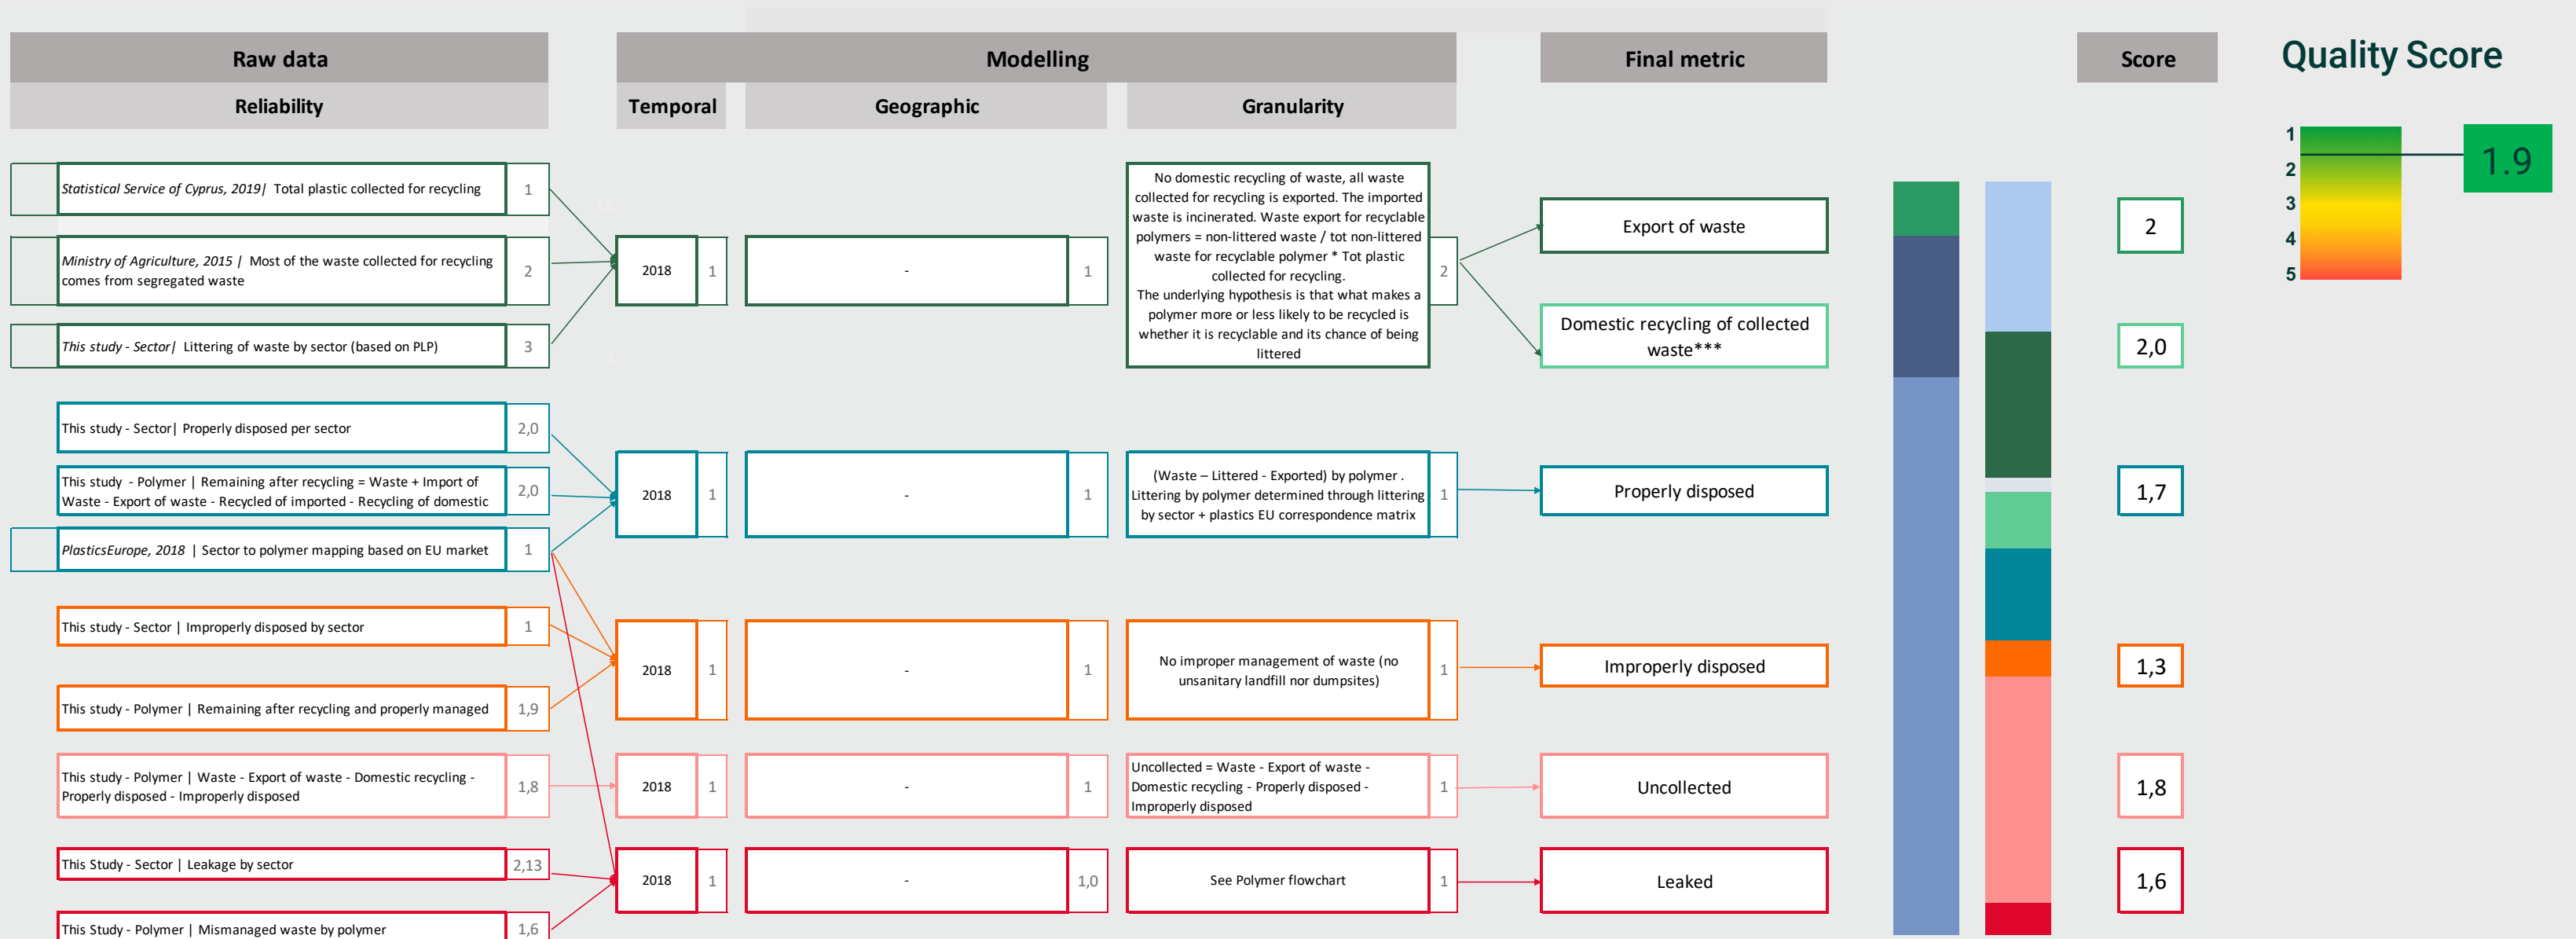 Raw data
Modelling
Final metric
Score
Quality Score
Reliability
Temporal
Geographic
Granularity
1
2
3
4
5
1.9
Statistical Service of Cyprus, 2019| Total plastic collected for recycling
1
Ministry of Agriculture, 2015 | Most of the waste collected for recycling
comes from segregated waste
2
This study - Sector| Littering of waste by sector (based on PLP)
3
2018
1
-
1
No domestic recycling of waste, all waste
collected for recycling is exported. The imported
waste is incinerated. Waste export for recyclable
polymers = non-littered waste / tot non-littered
waste for recyclable polymer * Tot plastic
collected for recycling.
The underlying hypothesis is that what makes a
polymer more or less likely to be recycled is
whether it is recyclable and its chance of being
littered
2
Export of waste
2
Domestic recycling of collected
waste***
2,0
This study - Sector| Properly disposed per sector
2,0
This study - Polymer | Remaining after recycling = Waste + Import of
Waste - Export of waste - Recycled of imported - Recycling of domestic
2,0
PlasticsEurope, 2018 | Sector to polymer mapping based on EU market
1
2018
1
-
1
(Waste – Littered - Exported) by polymer .
Littering by polymer determined through littering
by sector + plastics EU correspondence matrix
1
Properly disposed
1,7
This study - Sector | Improperly disposed by sector
1
This study - Polymer | Remaining after recycling and properly managed
1,9
2018
1
-
1
No improper management of waste (no
unsanitary landfill nor dumpsites)
1
Improperly disposed
1,3
This study - Polymer | Waste - Export of waste - Domestic recycling -
Properly disposed - Improperly disposed
1,8
2018
1
-
1
Uncollected = Waste - Export of waste -
Domestic recycling - Properly disposed -
Improperly disposed
1
Uncollected
1,8
This Study - Sector | Leakage by sector
2,13
This Study - Polymer | Mismanaged waste by polymer
1,6
2018
1
-
1,0
See Polymer flowchart
1
Leaked
1,6